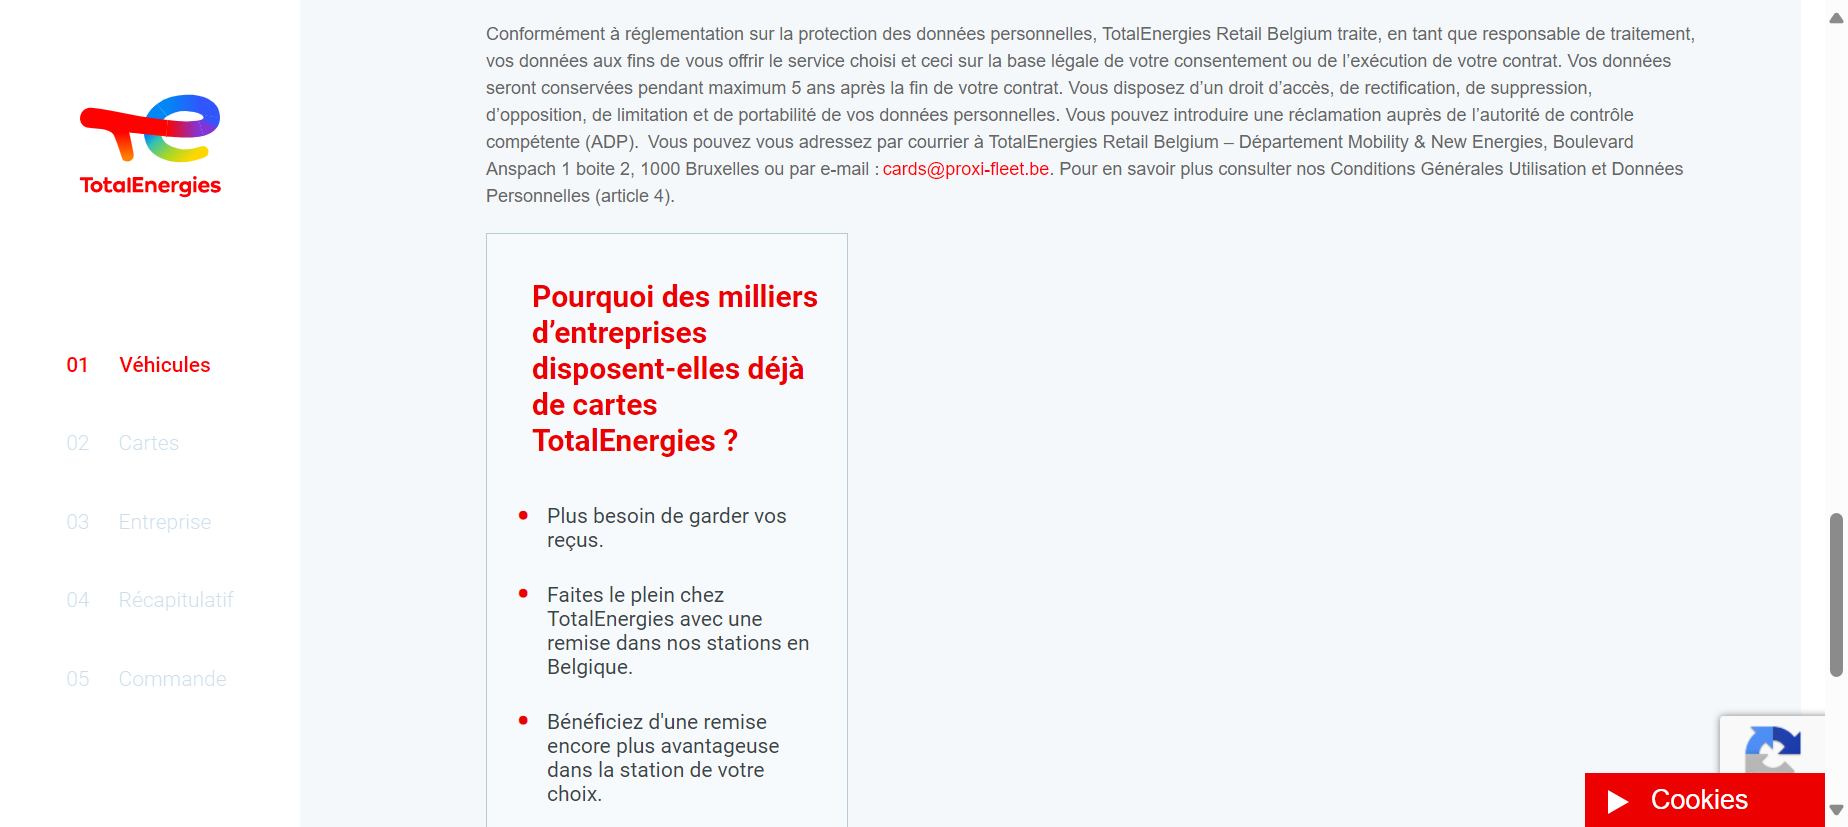 Conformément à réglementation sur la protection des données personnelles, TotalEnergies Retail Belgium traite, en tant que responsable de traitement,
vos données aux fins de vous offrir le service choisi et ceci sur la base légale de votre consentement ou de l’exécution de votre contrat. Vos données
seront conservées pendant maximum 5 ans après la fin de votre contrat. Vous disposez d’un droit d’accès, de rectification, de suppression,
d’opposition, de limitation et de portabilité de vos données personnelles. Vous pouvez introduire une réclamation auprès de l’autorité de contrôle
compétente (ADP).  Vous pouvez vous adressez par courrier à TotalEnergies Retail Belgium – Département Mobility & New Energies, Boulevard
Anspach 1 boite 2, 1000 Bruxelles ou par e-mail : cards@proxi-fleet.be. Pour en savoir plus consulter nos Conditions Générales Utilisation et Données
Personnelles (article 4).
TotalEnergies
01 Véhicules
02 Cartes
03 Entreprise
04 Récapitulatif
05 Commande
Pourquoi des milliers
d’entreprises
disposent-elles déjà
de cartes
TotalEnergies ?
Plus besoin de garder vos
reçus.
Faites le plein chez
TotalEnergies avec une
remise dans nos stations en
Belgique.
Bénéficiez d'une remise
encore plus avantageuse
dans la station de votre
choix.
Cookies